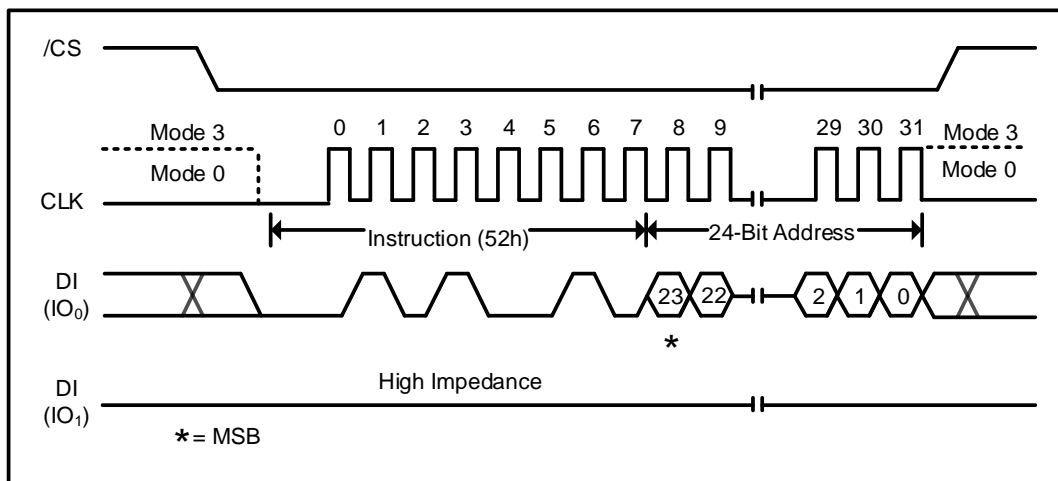 /CS
0 1 2 3 4 5 6 7 8 9 29 30 31
Mode 3 Mode 3
Mode 0 Mode 0
CLK
Instruction (52h) 24-Bit Address
DI
(IO₀)
23 22 2 1 0
*
High Impedance
DI
(IO₁)
*= MSB